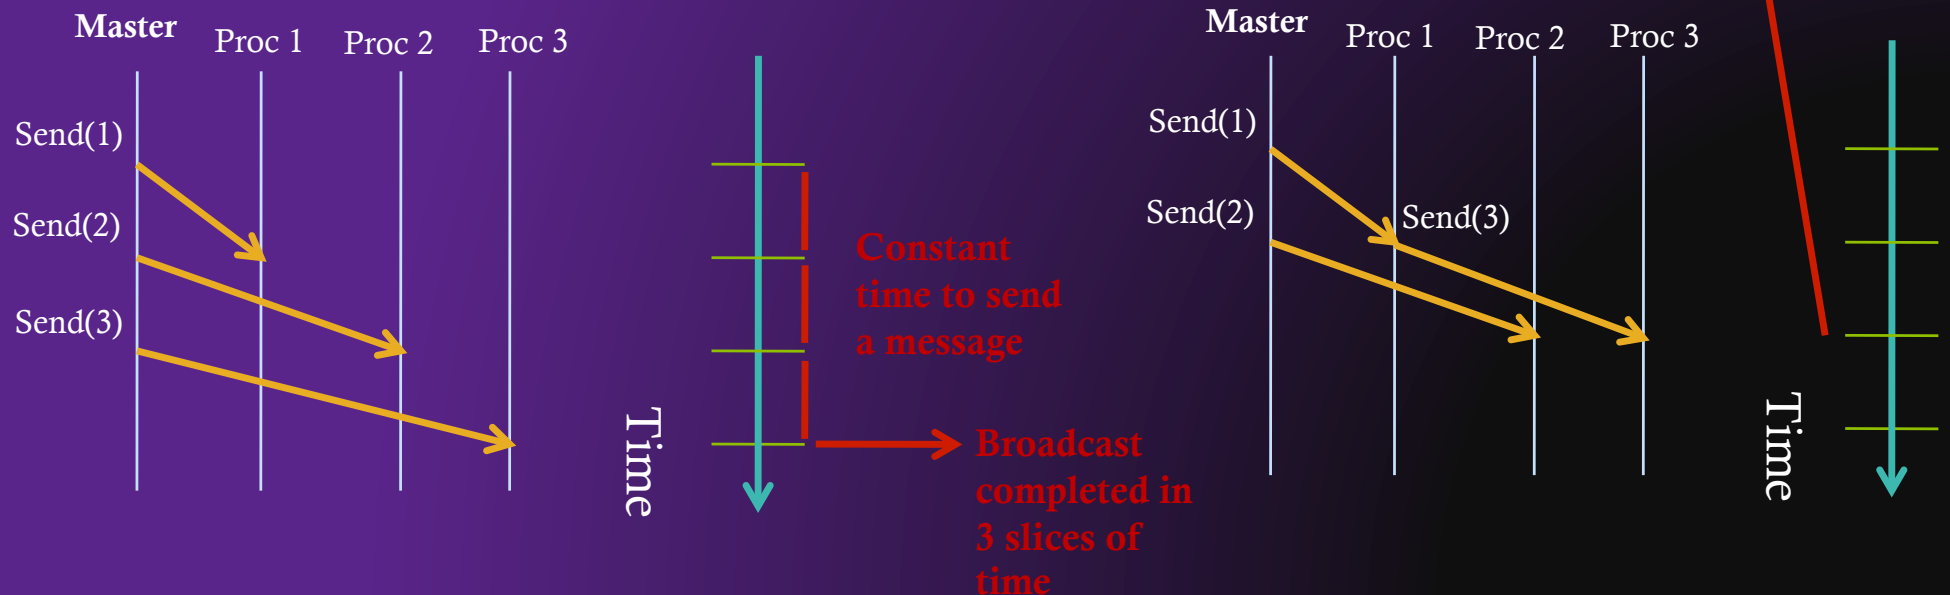 Master
Proc 1
Proc 2
Proc 3
Send(1)
Send(2)
Send(3)
Time
Constant
time to send
a message
Broadcast
completed in
3 slices of
time
Master
Proc 1
Proc 2
Proc 3
Send(1)
Send(2)
Send(3)
Time